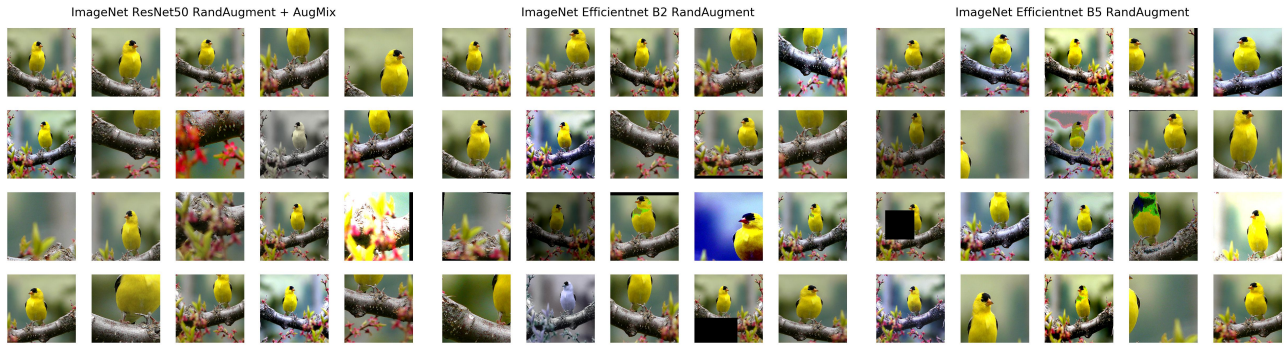 ImageNet ResNet50 RandAugment + AugMix
ImageNet Efficientnet B2 RandAugment
ImageNet Efficientnet B5 RandAugment